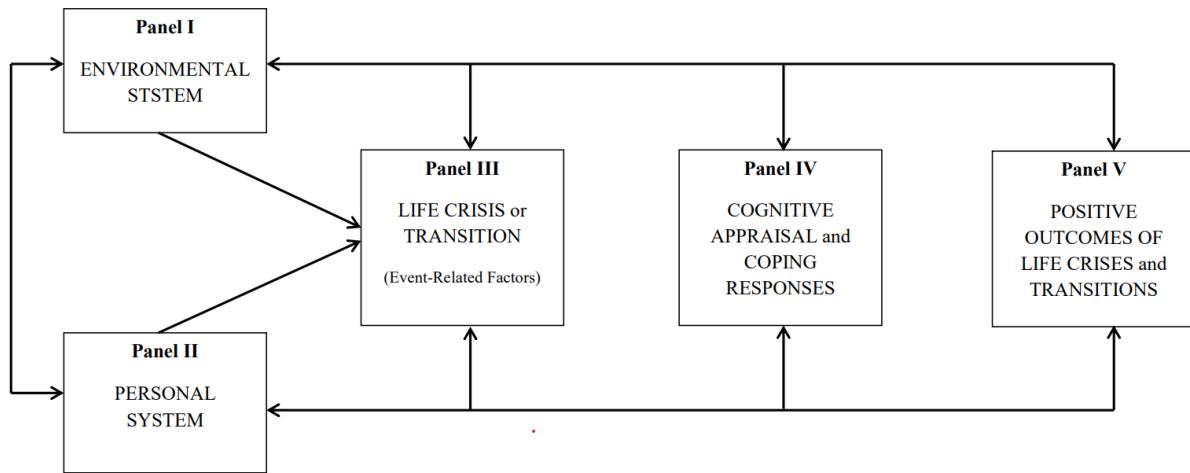 Panel I
ENVIRONMENTAL
STSTEM
Panel III
LIFE CRISIS or
TRANSITION
(Event-Related Factors)
Panel IV
COGNITIVE
APPRAISAL and
COPING
RESPONSES
Panel V
POSITIVE
OUTCOMES OF
LIFE CRISES and
TRANSITIONS
Panel II
PERSONAL
SYSTEM